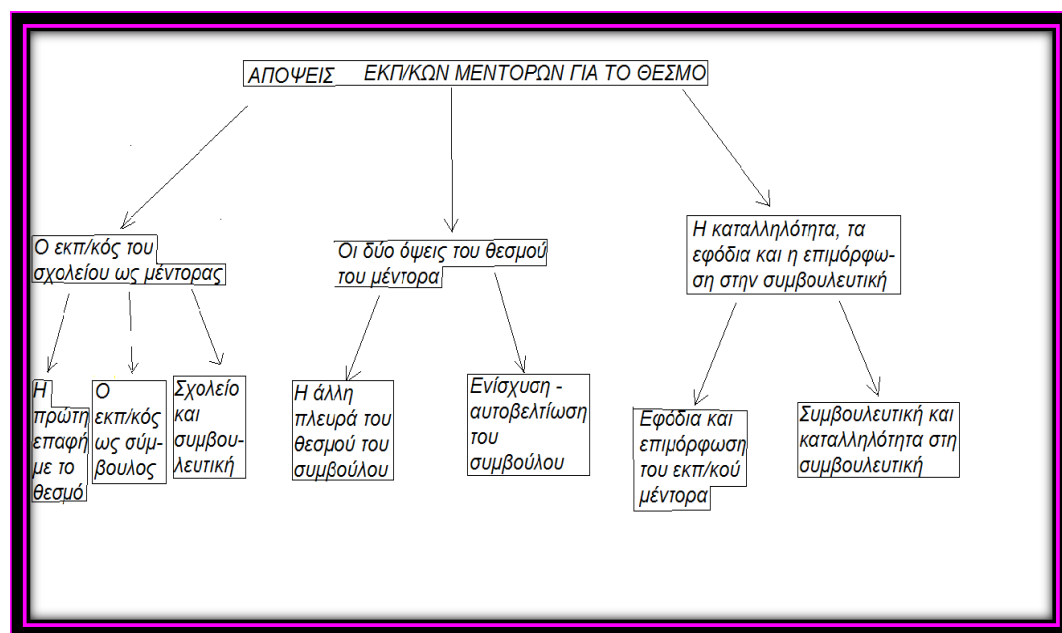 ΑΠΟΨΕΙΣ ΕΚΠ/ΚΩΝ ΜΕΝΤΟΡΩΝ ΓΙΑ ΤΟ ΘΕΣΜΟ
Ο εκπ/κός του
σχολείου ως μέντορας
Οι δύο όψεις του θεσμού
του μέντορα
Η καταλληλότητα, τα
εφόδια και η επιμόρφω-
ση στην συμβουλευτική
Η
πρώτη
επαφή
με το
θεσμό
Ο
εκπ/κός
ως σύμ-
βουλος
Σχολείο
και
συμβου-
λευτική
Η άλλη
πλευρά του
θεσμού του
συμβούλου
Ενίσχυση -
αυτοβελτίωση
του
συμβούλου
Εφόδια και
επιμόρφωση
του εκπ/κού
μέντορα
Συμβουλευτική και
καταλληλότητα στη
συμβουλευτική